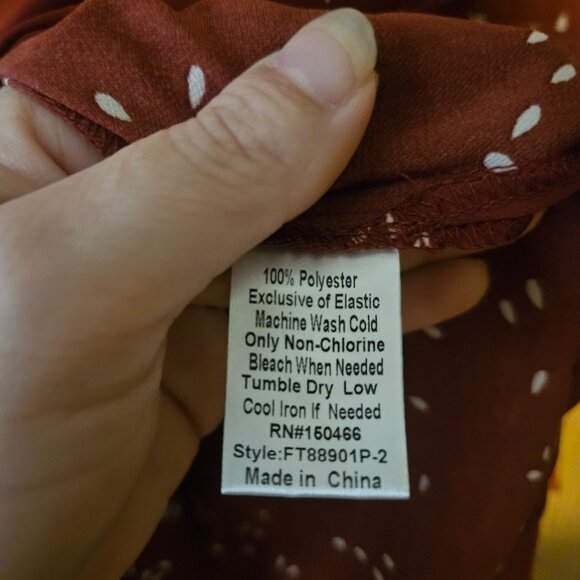 100% Polyester
Exclusive of Elastic
Machine Wash Cold
Only Non-Chlorine
Bleach When Needed
Tumble Dry Low
Cool Iron If Needed
RN#150466
Style:FT88901P-2
Made in China